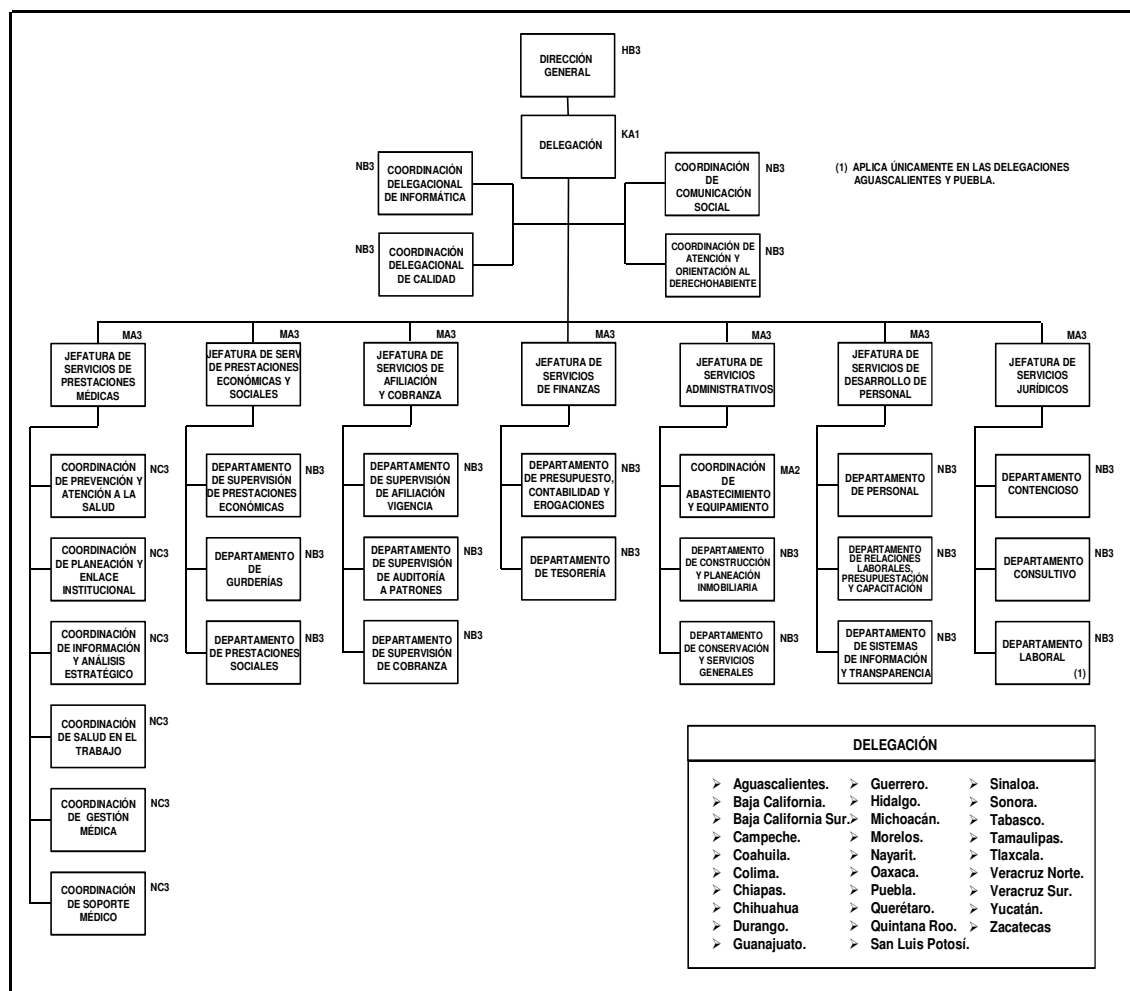 HB3
DIRECCIÓN
GENERAL
DELEGACIÓN
KA1
NB3
COORDINACIÓN
DELEGACIONAL
DE INFORMÁTICA
COORDINACIÓN
DE
COMUNICACIÓN
SOCIAL
NB3
(1) APLICA ÚNICAMENTE EN LAS DELEGACIONES
AGUASCALIENTES Y PUEBLA.
NB3
COORDINACIÓN
DELEGACIONAL
DE CALIDAD
COORDINACIÓN DE
ATENCIÓN Y
ORIENTACIÓN AL
DERECHOHABIENTE
NB3
MA3
JEFATURA DE
SERVICIOS DE
PRESTACIONES
MÉDICAS
MA3
JEFATURA DE SERV
DE PRESTACIONES
ECONÓMICAS Y
SOCIALES
MA3
JEFATURA DE
SERVICIOS DE
AFILIACIÓN
Y COBRANZA
MA3
JEFATURA DE
SERVICIOS
DE FINANZAS
MA3
JEFATURA DE
SERVICIOS
ADMINISTRATIVOS
MA3
JEFATURA DE
SERVICIOS DE
DESARROLLO DE
PERSONAL
MA3
JEFATURA DE
SERVICIOS
JURÍDICOS
COORDINACIÓN
DE PREVENCIÓN Y
ATENCIÓN A LA
SALUD
NC3
COORDINACIÓN
DE PLANEACIÓN Y
ENLACE
INSTITUCIONAL
NC3
COORDINACIÓN
DE INFORMACIÓN
Y ANÁLISIS
ESTRATÉGICO
NC3
COORDINACIÓN
DE SALUD EN EL
TRABAJO
NC3
COORDINACIÓN
DE GESTIÓN
MÉDICA
NC3
COORDINACIÓN
DE SOPORTE
MÉDICO
NC3
DEPARTAMENTO
DE SUPERVISIÓN
DE PRESTACIONES
ECONÓMICAS
NB3
DEPARTAMENTO
DE
GURDERÍAS
NB3
DEPARTAMENTO
DE PRESTACIONES
SOCIALES
NB3
DEPARTAMENTO
DE SUPERVISIÓN
DE AFILIACIÓN
VIGENCIA
NB3
DEPARTAMENTO
DE SUPERVISIÓN
DE AUDITORÍA
A PATRONES
NB3
DEPARTAMENTO
DE SUPERVISIÓN
DE COBRANZA
NB3
DEPARTAMENTO
DE PRESUPUESTO,
CONTABILIDAD Y
EROGACIONES
NB3
DEPARTAMENTO
DE TESORERÍA
NB3
COORDINACIÓN
DE
ABASTECIMIENTO
Y EQUIPAMIENTO
MA2
DEPARTAMENTO
DE CONSTRUCCIÓN
Y PLANEACIÓN
INMOBILIARIA
NB3
DEPARTAMENTO
DE CONSERVACIÓN
Y SERVICIOS
GENERALES
NB3
DEPARTAMENTO
DE PERSONAL
NB3
DEPARTAMENTO
DE RELACIONES
LABORALES,
PRESUPUESTACIÓN
Y CAPACITACIÓN
NB3
DEPARTAMENTO
DE SISTEMAS
DE INFORMACIÓN
Y TRANSPARENCIA
NB3
DEPARTAMENTO
CONTENCIOSO
NB3
DEPARTAMENTO
CONSULTIVO
NB3
DEPARTAMENTO
LABORAL
(1)
NB3
DELEGACIÓN
➢ Aguascalientes.
➢ Baja California.
➢ Baja California Sur.
➢ Campeche.
➢ Coahuila.
➢ Colima.
➢ Chiapas.
➢ Chihuahua
➢ Durango.
➢ Guanajuato.
➢ Guerrero.
➢ Hidalgo.
➢ Michoacán.
➢ Morelos.
➢ Nayarit.
➢ Oaxaca.
➢ Puebla.
➢ Querétaro.
➢ Quintana Roo.
➢ San Luis Potosí.
➢ Sinaloa.
➢ Sonora.
➢ Tabasco.
➢ Tamaulipas.
➢ Tlaxcala.
➢ Veracruz Norte.
➢ Veracruz Sur.
➢ Yucatán.
➢ Zacatecas